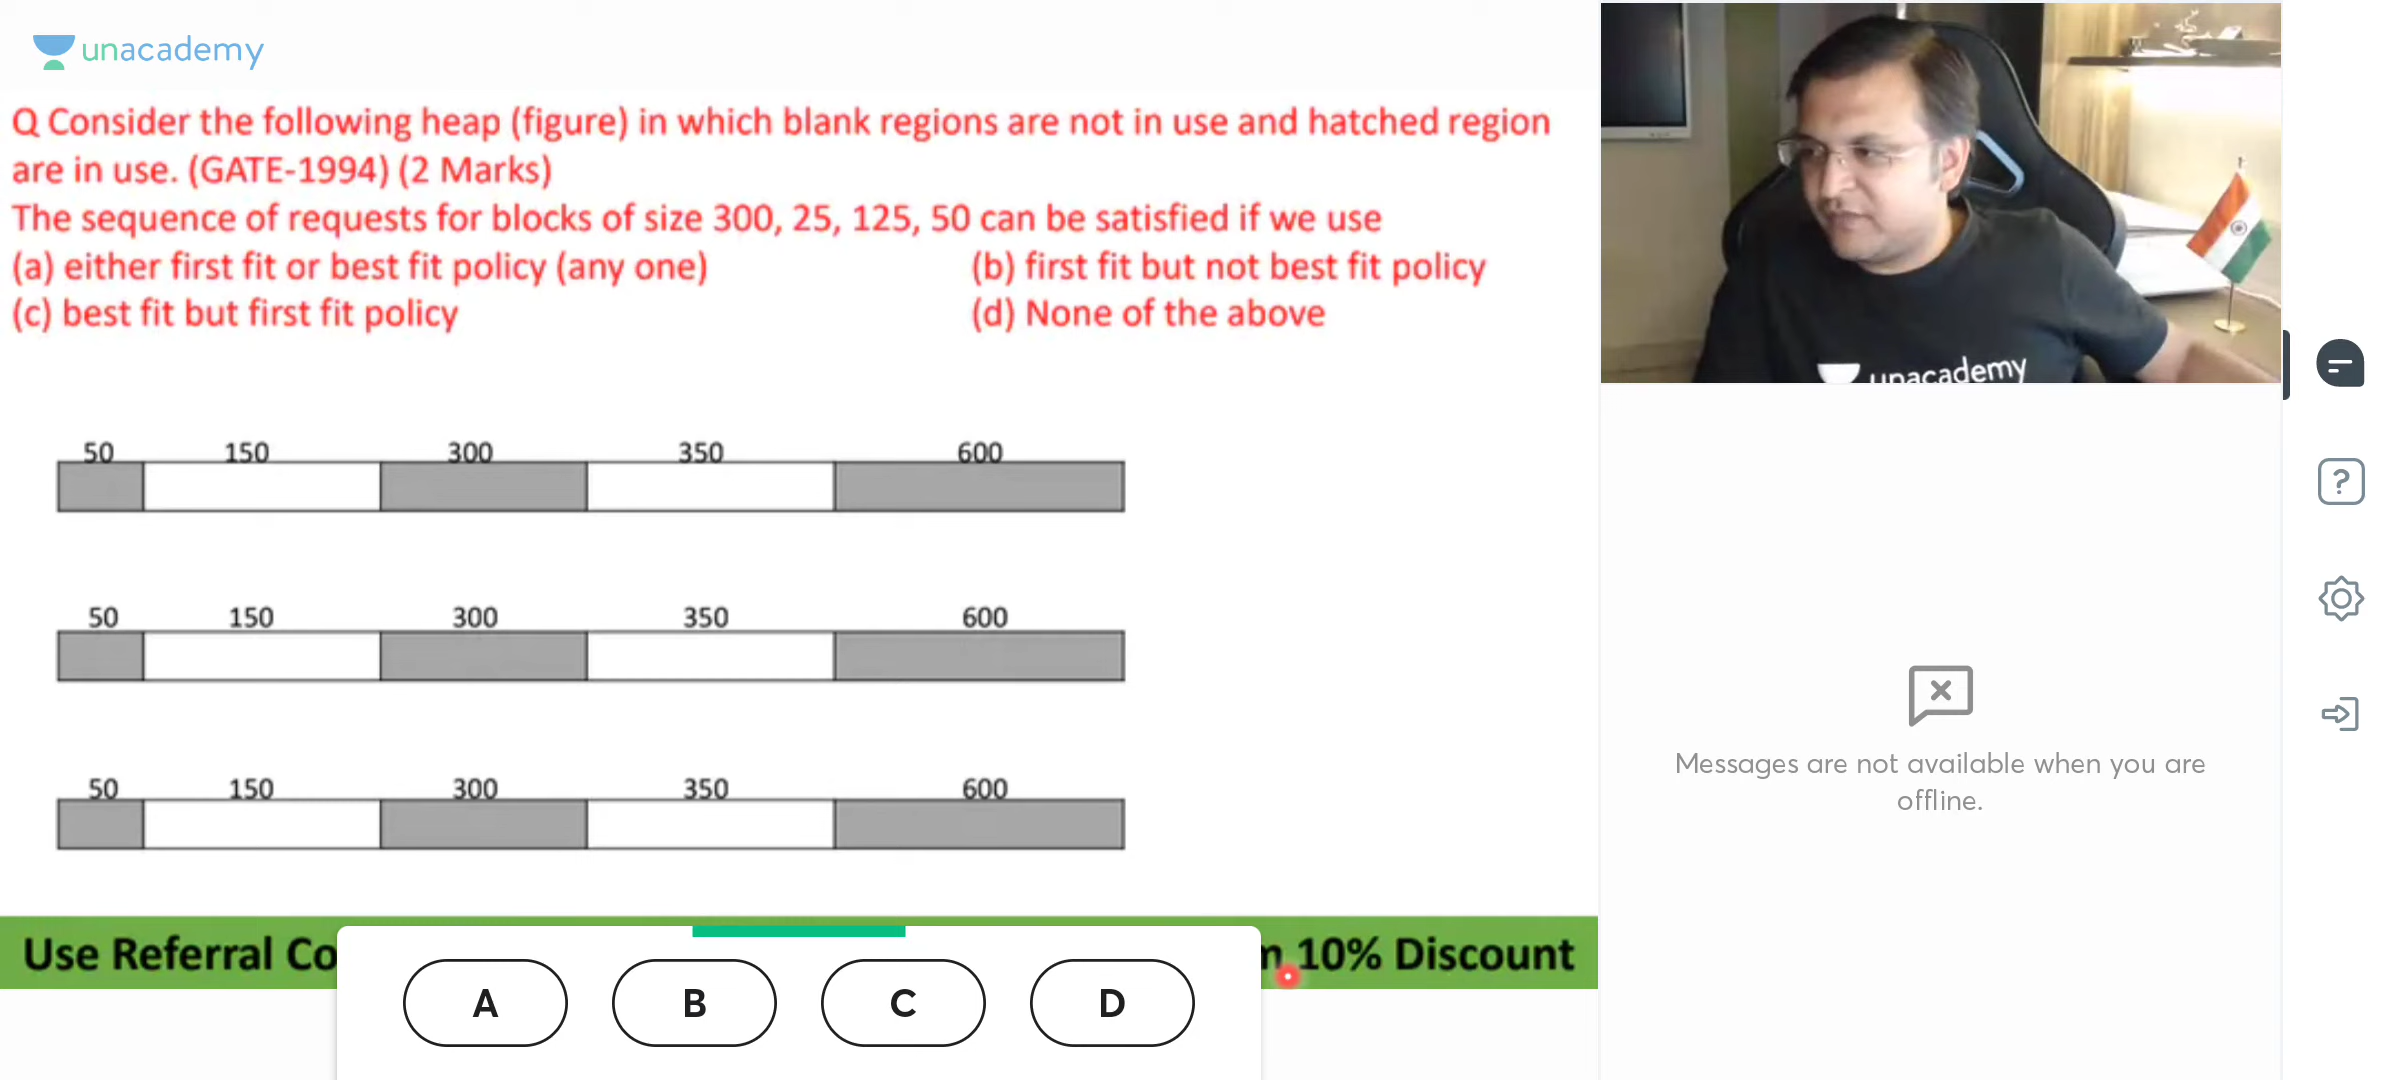 unacademy
Q Consider the following heap (figure) in which blank regions are not in use and hatched region
are in use. (GATE-1994) (2 Marks)
The sequence of requests for blocks of size 300, 25, 125, 50 can be satisfied if we use
(a) either first fit or best fit policy (any one) (b) first fit but not best fit policy
(c) best fit but first fit policy (d) None of the above
50 150 300 350 600
50 150 300 350 600
50 150 300 350 600
Use Referral Co 10% Discount
A B C D
unacademy
?
Messages are not available when you are
offline.